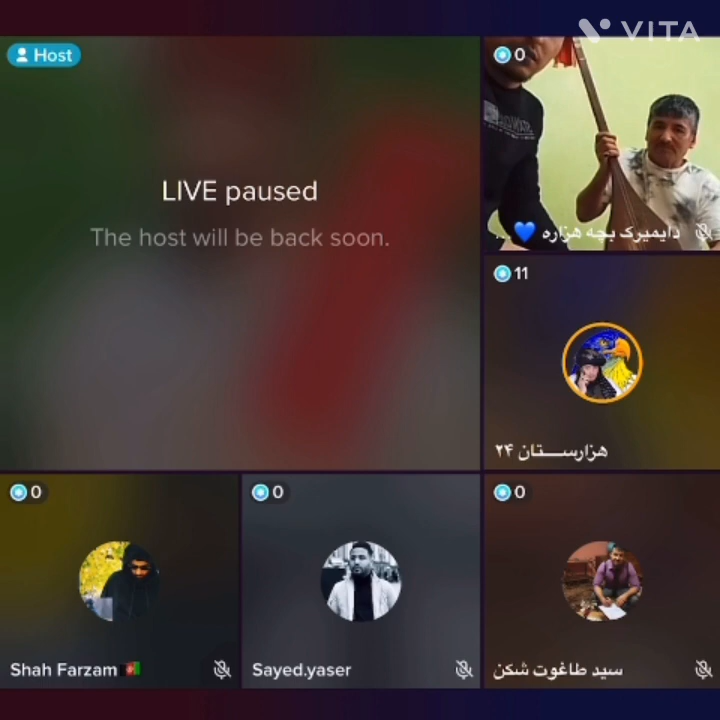 VITA
Host
0
LIVE paused
The host will be back soon.
دایمیرک بچه هزاره 💙 ...
11
هزارستان ۲۴
0
0
0
Shah Farzam 🇦🇫
Sayed.yaser
سید طاغوت شکن